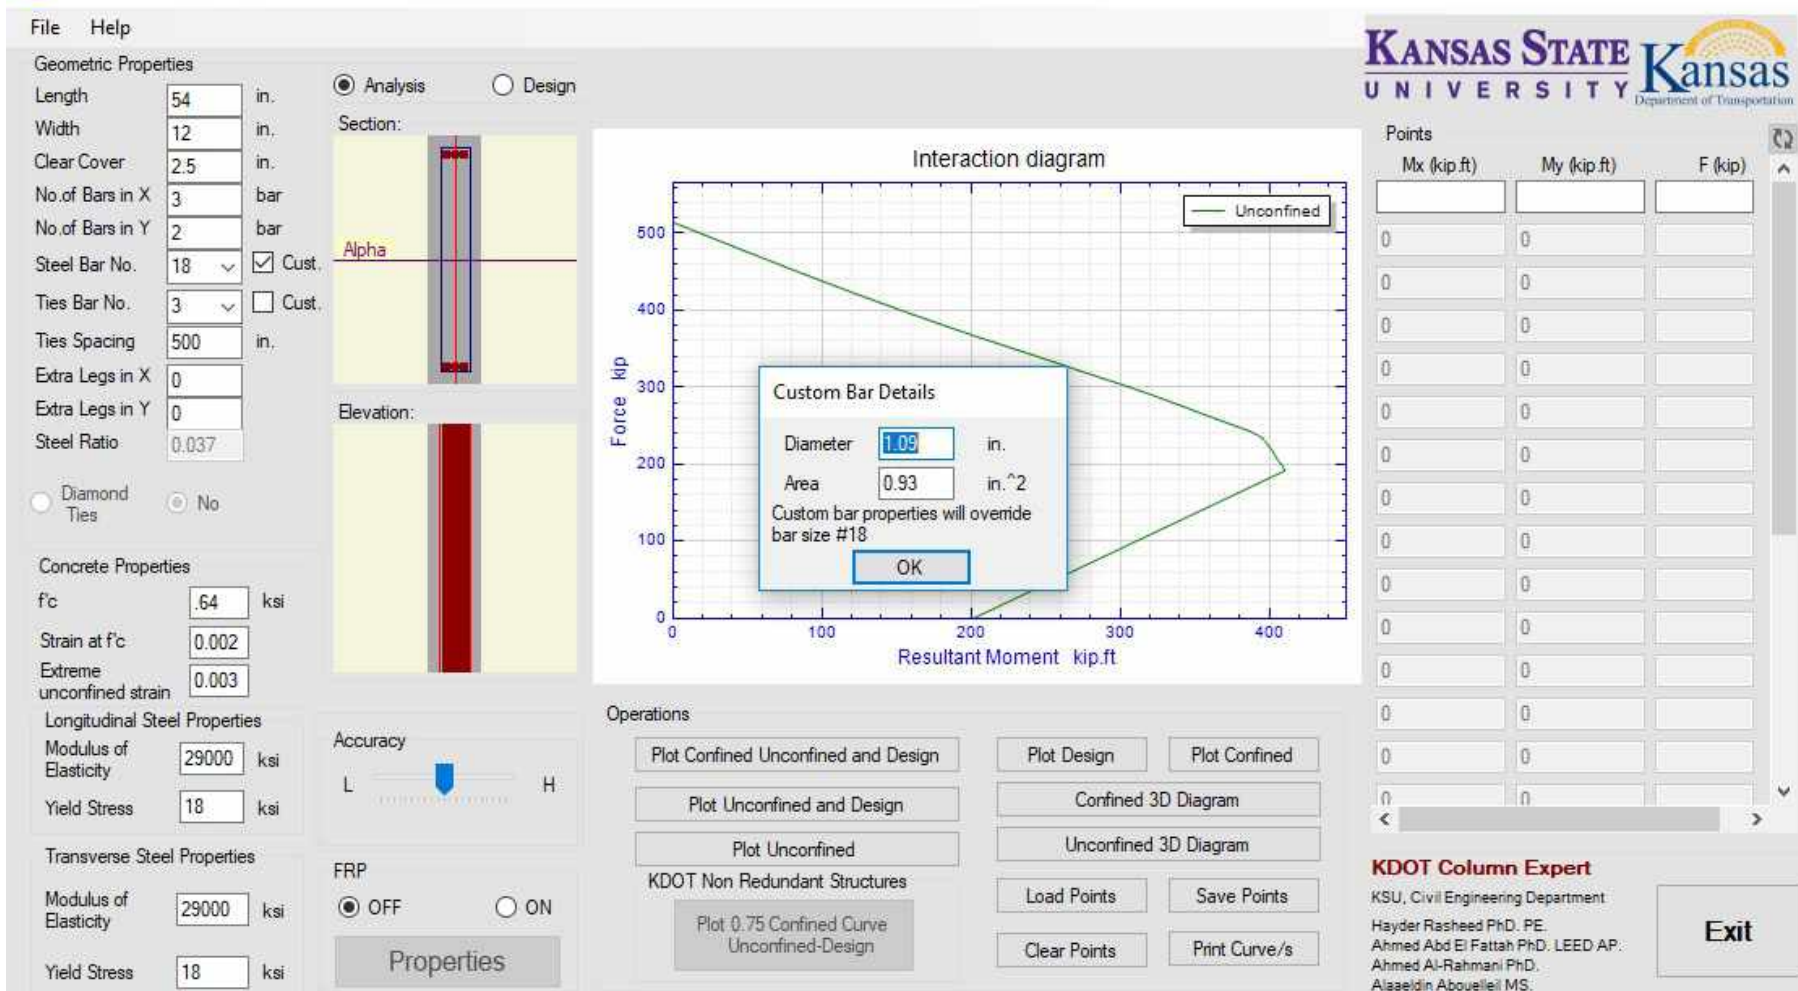 File Help
Geometric Properties
Length 54 in.
Width 12 in.
Clear Cover 2.5 in.
No.of Bars in X 3 bar
No.of Bars in Y 2 bar
Steel Bar No. 18 Cust.
Ties Bar No. 3 Cust.
Ties Spacing 500 in.
Extra Legs in X 0
Extra Legs in Y 0
Steel Ratio 0.037
Diamond
Ties
No
Concrete Properties
f'c .64 ksi
Strain at f'c 0.002
Extreme
unconfined strain 0.003
Longitudinal Steel Properties
Modulus of
Elasticity 29000 ksi
Yield Stress 18 ksi
Transverse Steel Properties
Modulus of
Elasticity 29000 ksi
Yield Stress 18 ksi
Analysis Design
Section:
Alpha
Elevation:
Accuracy
L H
FRP
OFF ON
Properties
Interaction diagram
Unconfined
Force kip
500
400
300
200
100
0
0 100 200 300 400
Resultant Moment kip.ft
Custom Bar Details
Diameter 1.09 in.
Area 0.93 in.^2
Custom bar properties will override
bar size #18
OK
Operations
Plot Confined Unconfined and Design
Plot Unconfined and Design
Plot Unconfined
KDOT Non Redundant Structures
Plot 0.75 Confined Curve
Unconfined-Design
Plot Design Plot Confined
Confined 3D Diagram
Unconfined 3D Diagram
Load Points Save Points
Clear Points Print Curve/s
KANSAS STATE
UNIVERSITY
Kansas
Department of Transportation
Points
Mx (kip.ft) My (kip.ft) F (kip)
0 0
0 0
0 0
0 0
0 0
0 0
0 0
0 0
0 0
0 0
0 0
0 0
0 0
0 0
KDOT Column Expert
KSU, Civil Engineering Department
Hayder Rasheed PhD. PE.
Ahmed Abd El Fattah PhD. LEED AP.
Ahmed Al-Rahmani PhD.
Alaaeldin Abouelleil MS.
Exit